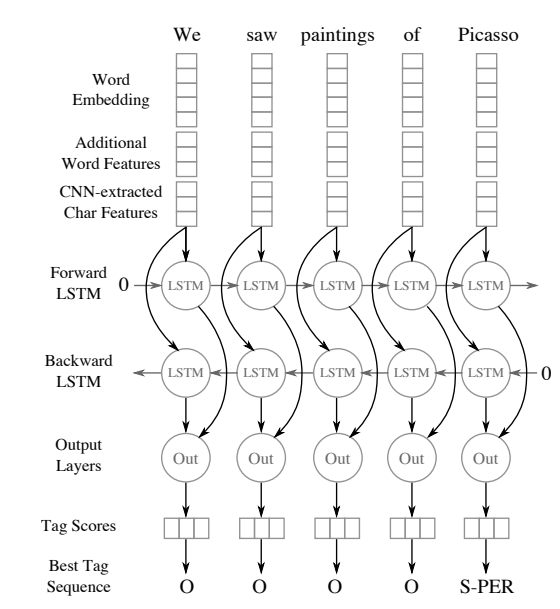 We saw paintings of Picasso
Word
Embedding
Additional
Word Features
CNN-extracted
Char Features
Forward
LSTM
0 LSTM LSTM LSTM LSTM LSTM
Backward
LSTM
LSTM LSTM LSTM LSTM LSTM 0
Output
Layers
Out Out Out Out Out
Tag Scores
Best Tag
Sequence
O O O O S-PER